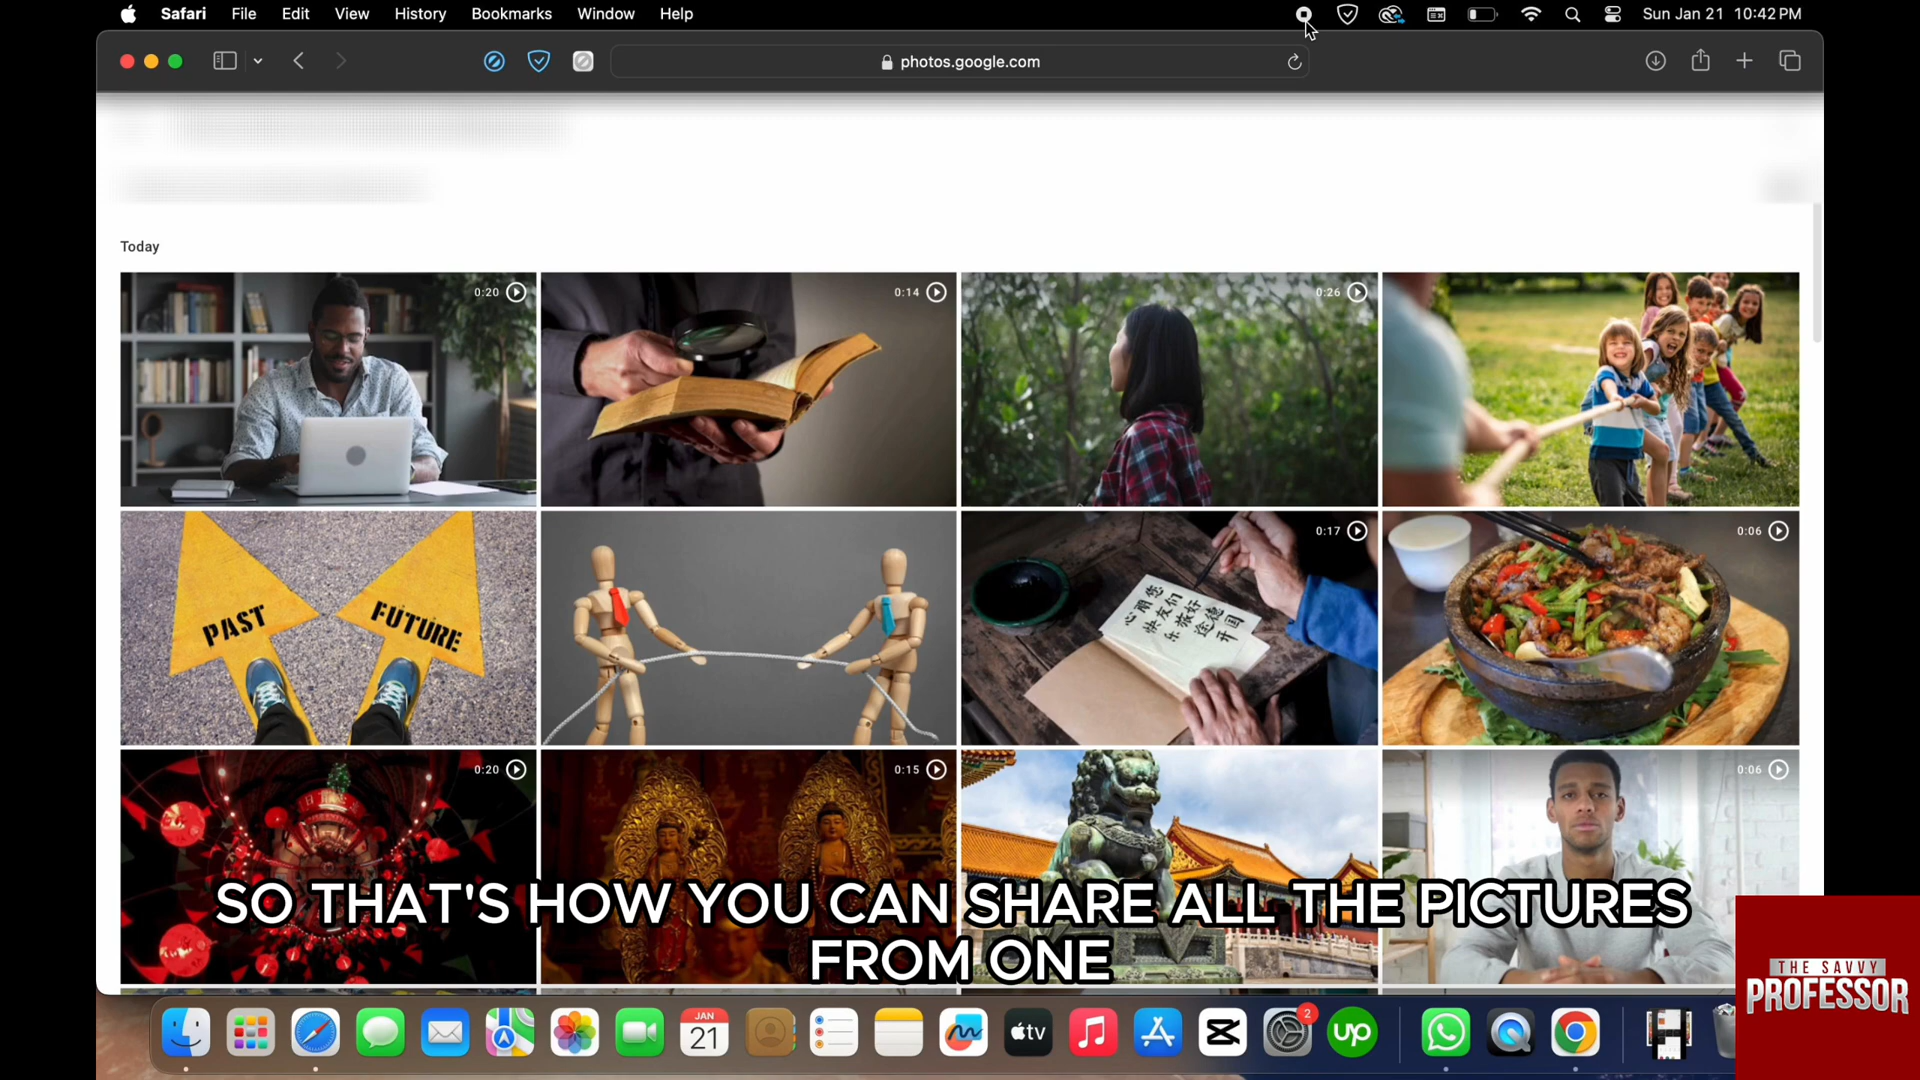 Safari File Edit View History Bookmarks Window Help Sun Jan 21 10:42 PM
photos.google.com
Today
0:20
0:14
0:26
PAST
FUTURE
0:17
0:06
0:20
0:15
0:06
SO THAT'S HOW YOU CAN SHARE ALL THE PICTURES
FROM ONE
THE SAVVY
PROFESSOR
JAN
21
tv
2
up